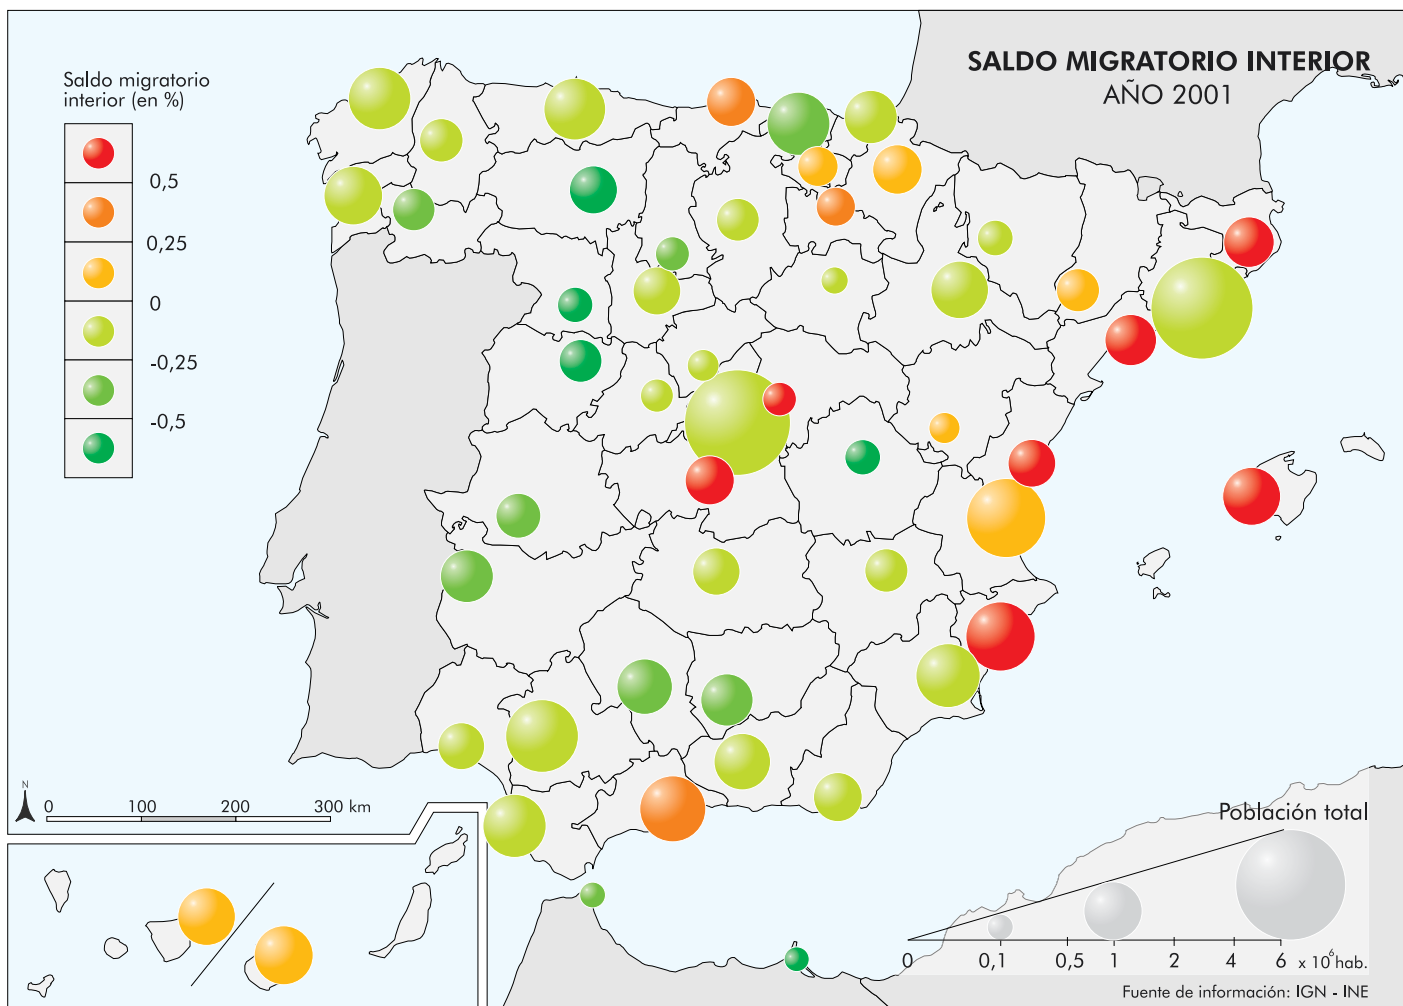 SALDO MIGRATORIO INTERIOR
AÑO 2001
Saldo migratorio
interior (en %)
0,5
0,25
0
-0,25
-0,5
N
0 100 200 300 km
Población total
0 0,1 0,5 1 2 4 6 x 10⁶ hab.
Fuente de información: IGN - INE